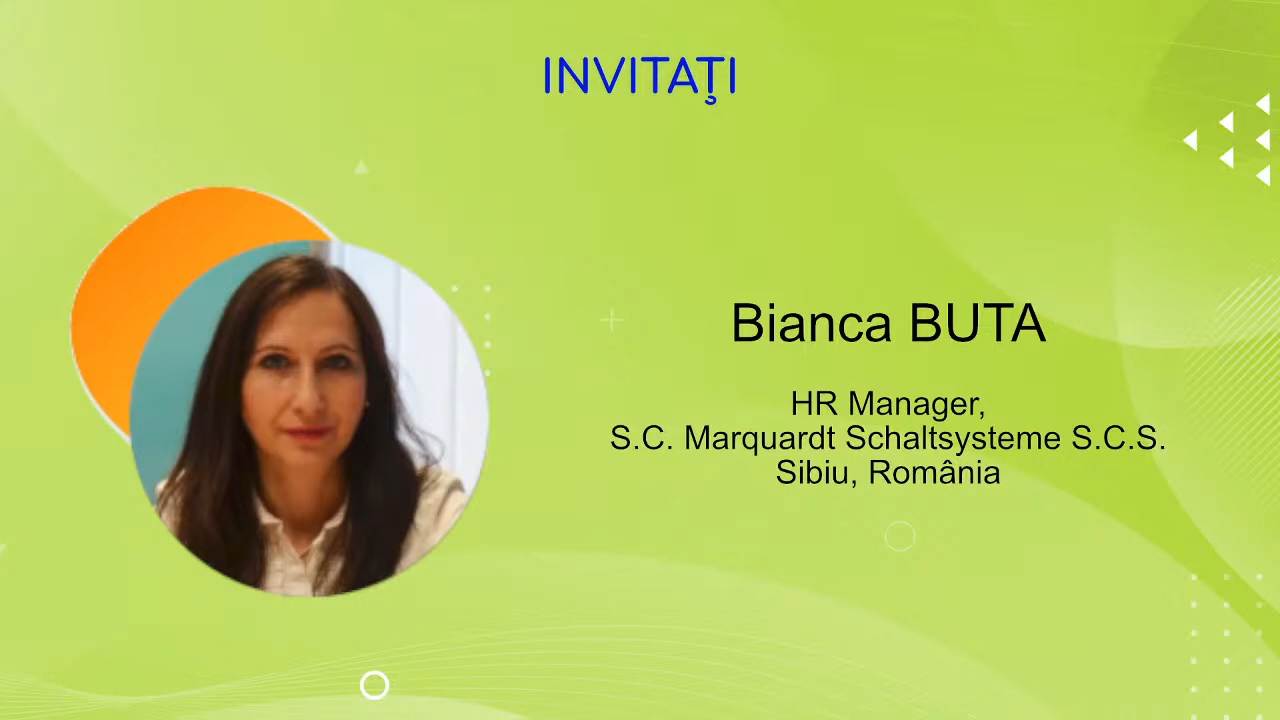 INVITAŢI
Bianca BUTA
HR Manager,
S.C. Marquardt Schaltsysteme S.C.S.
Sibiu, România